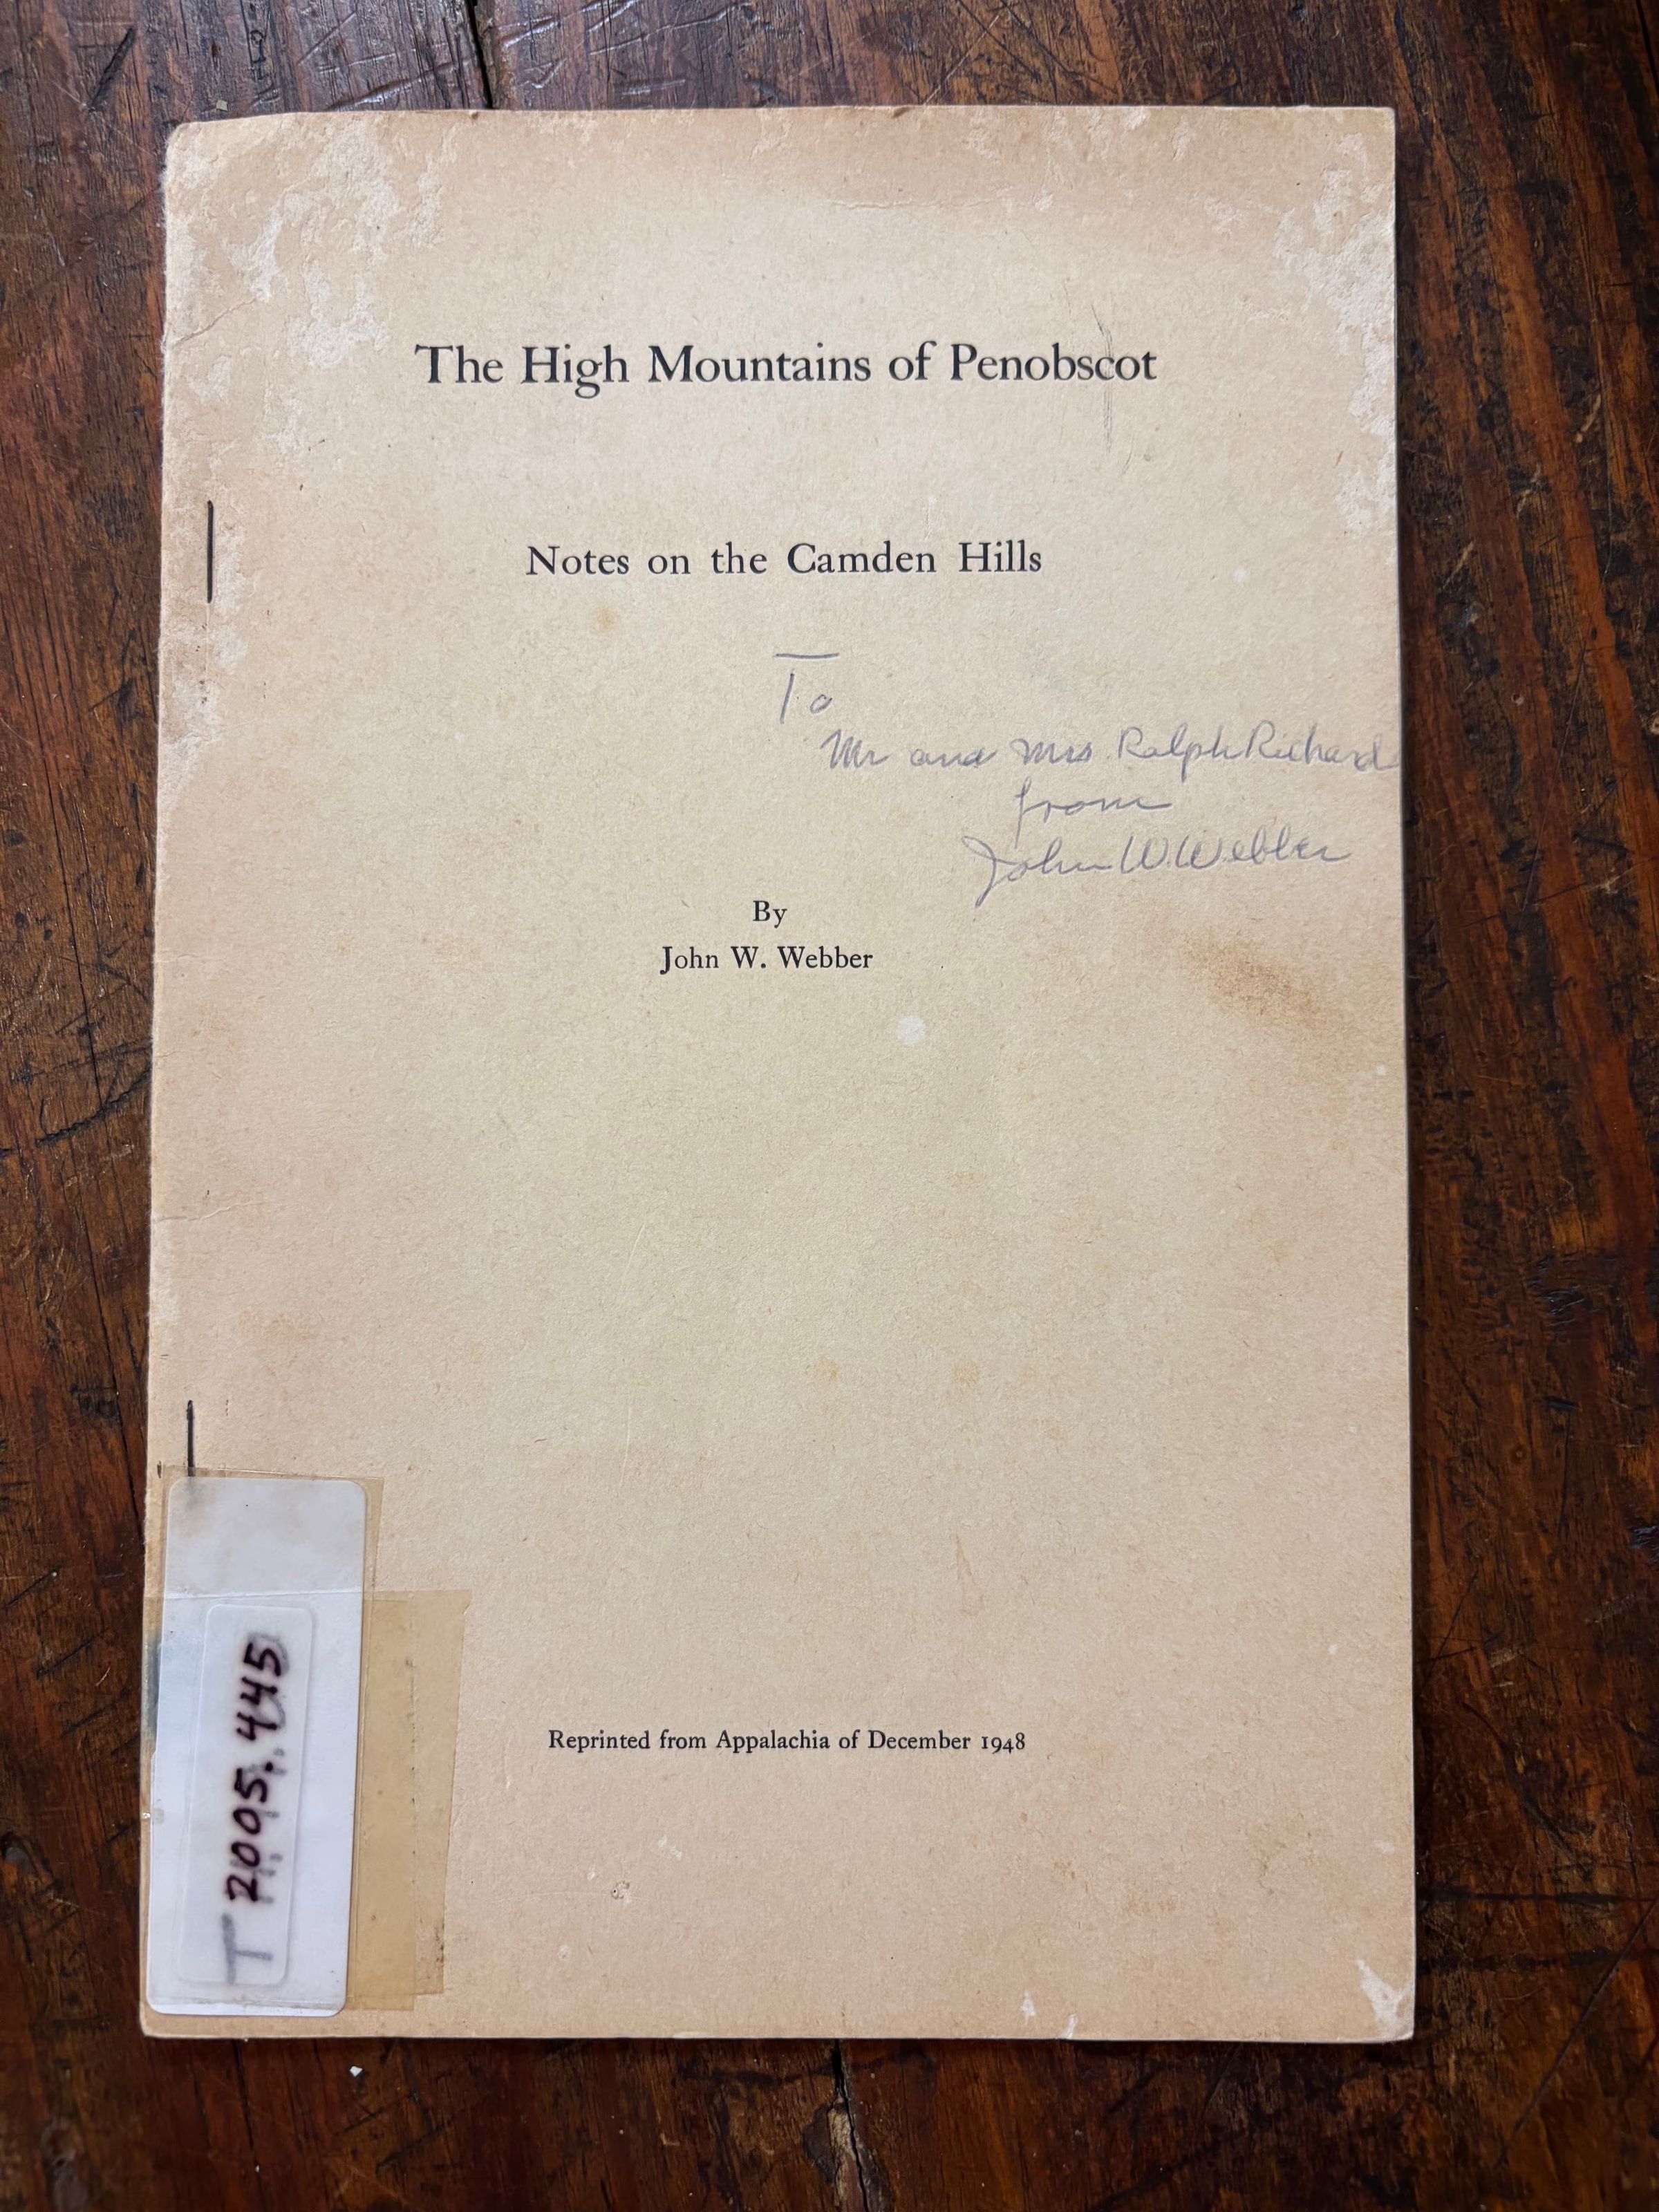 The High Mountains of Penobscot
Notes on the Camden Hills
To
Mr and Mrs. Ralph Richard
from
John W. Webber
By
John W. Webber
Reprinted from Appalachia of December 1948
T 2005.445